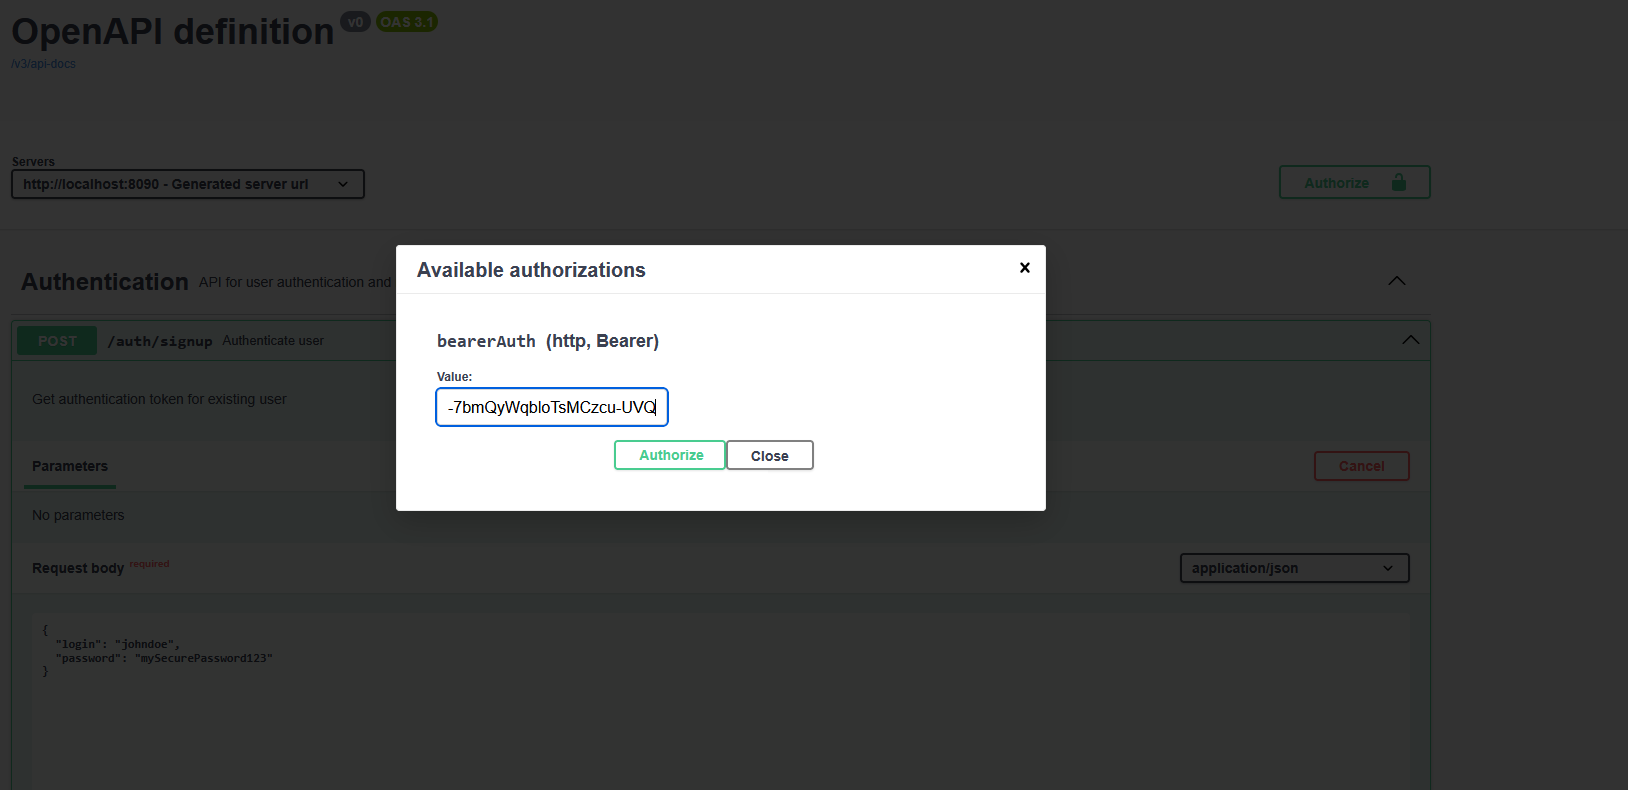 OpenAPI definition v0 OAS 3.1
/v3/api-docs
Servers
http://localhost:8090 - Generated server url
Authorize
Available authorizations
Authentication API for user authentication and
bearerAuth (http, Bearer)
POST /auth/signup Authenticate user
Value:
-7bmQyWqbloTsMCzcu-UVQ
Get authentication token for existing user
Authorize Close
Parameters
Cancel
No parameters
Request body required
application/json
{
"login": "johndoe",
"password": "mySecurePassword123"
}